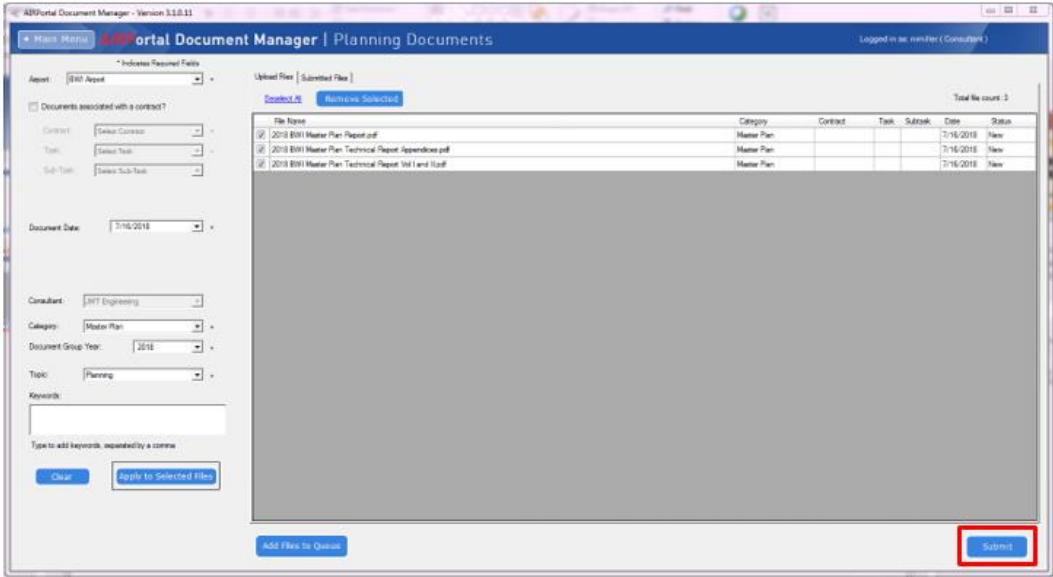 AIRPortal Document Manager - Version 3.1.0.11
Main Menu AIRPortal Document Manager | Planning Documents
Logged in as: mmiller ( Consultant )
* Indicates Required Fields
Airport: BWI Airport *
Documents associated with a contract?
Contract: Select Contract *
Task: Select Task *
Sub-Task: Select Sub-Task
Document Date: 7/16/2018 *
Consultant: JMT Engineering
Category: Master Plan *
Document Group Year: 2018 *
Topic: Planning *
Keywords:
Type to add keywords, separated by a comma
Clear Apply to Selected Files
Upload Files Submitted Files
Deselect All Remove Selected Total file count : 3
File Name Category Contract Task Subtask Date Status
2018 BWI Master Plan Report.pdf Master Plan 7/16/2018 New
2018 BWI Master Plan Technical Report Appendices.pdf Master Plan 7/16/2018 New
2018 BWI Master Plan Technical Report Vol I and II.pdf Master Plan 7/16/2018 New
Add Files to Queue Submit